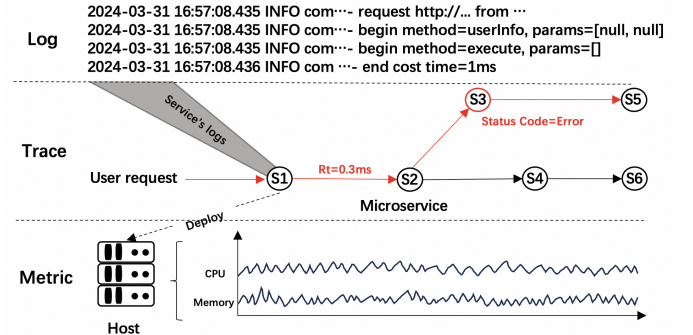 2024-03-31 16:57:08.435 INFO com⋯- request http://... from ⋯
Log
2024-03-31 16:57:08.435 INFO com⋯- begin method=userInfo, params=[null, null]
2024-03-31 16:57:08.435 INFO com⋯- begin method=execute, params=[]
2024-03-31 16:57:08.436 INFO com ⋯- end cost time=1ms
Service's logs
S3
S5
Status Code=Error
Trace
User request
S1
Rt=0.3ms
S2
S4
S6
Microservice
Deploy
Metric
CPU
Memory
Host